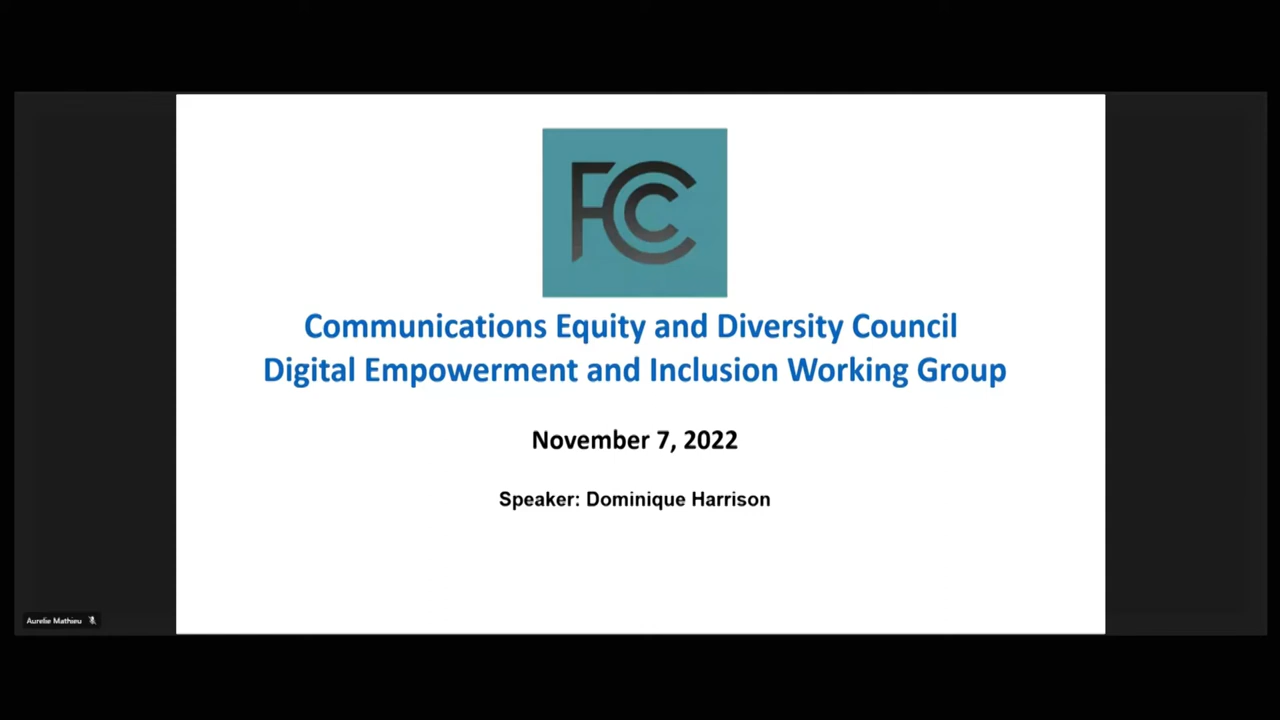 FCC
Communications Equity and Diversity Council
Digital Empowerment and Inclusion Working Group
November 7, 2022
Speaker: Dominique Harrison
Aurelie Mathieu